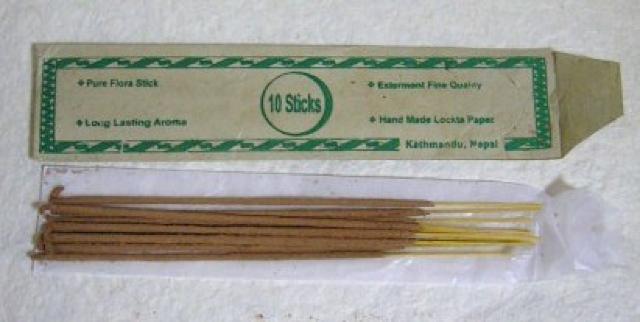 Pure Flora Stick
Long Lasting Aroma
10 Sticks
Exterment Fine Quality
Hand Made Lockta Paper
Kathmandu, Nepal